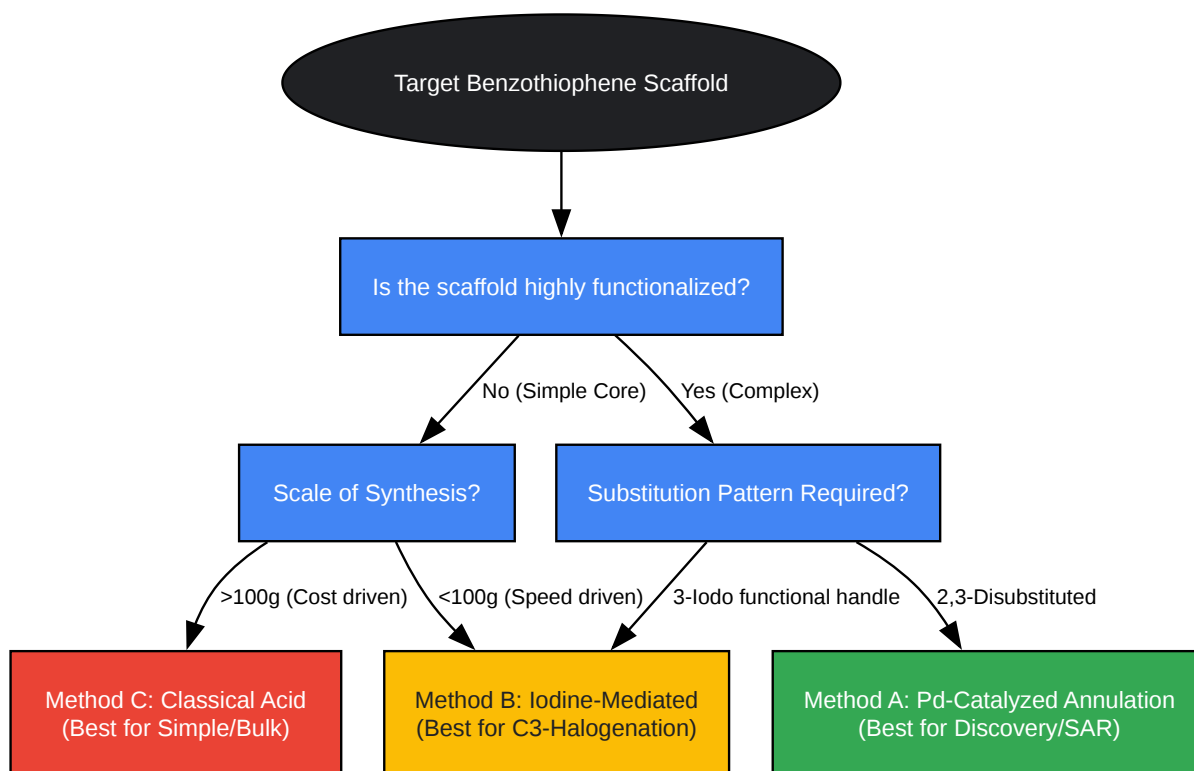 Target Benzothiophene Scaffold
Is the scaffold highly functionalized?
No (Simple Core)
Yes (Complex)
Scale of Synthesis?
Substitution Pattern Required?
>100g (Cost driven)
<100g (Speed driven)
3-Iodo functional handle
2,3-Disubstituted
Method C: Classical Acid
(Best for Simple/Bulk)
Method B: Iodine-Mediated
(Best for C3-Halogenation)
Method A: Pd-Catalyzed Annulation
(Best for Discovery/SAR)